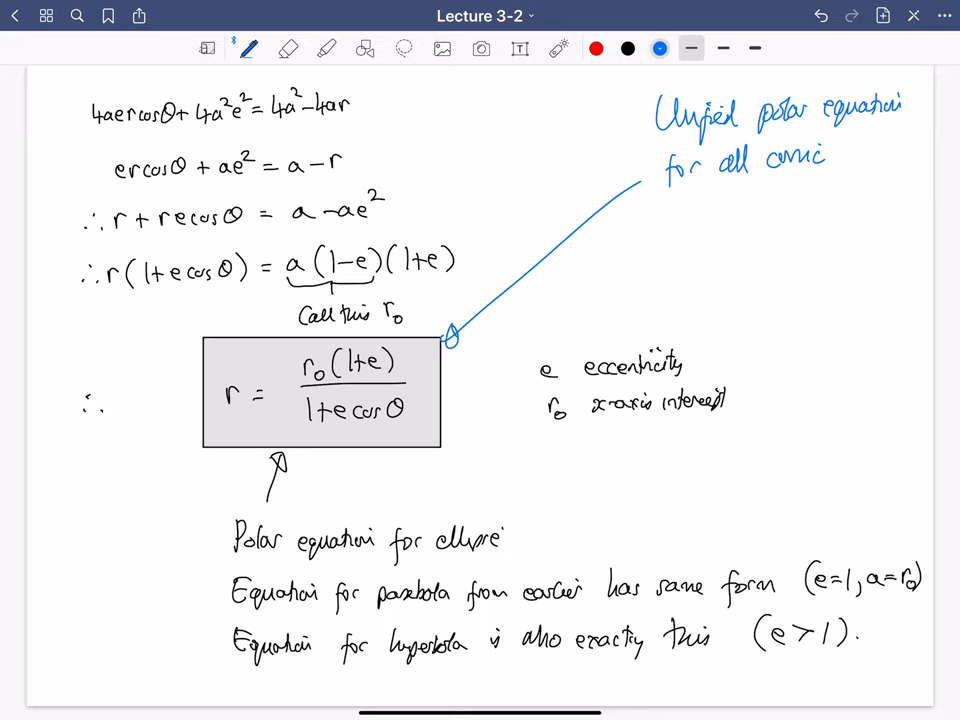 Lecture 3-2
4aercosθ + 4a²e² = 4a² - 4ar
ercosθ + ae² = a - r
∴ r + recosθ = a - ae²
∴ r(1+ecosθ) = a(1-e)(1+e)
Call this r₀
Unified polar equation
for all conic
∴ r = r₀(1+e) / 1+ecosθ
e eccentricity
r₀ x-axis intercept
Polar equation for ellipse
Equation for parabola from earlier has same form (e=1, a=r₀)
Equation for hyperbola is also exactly this (e>1).